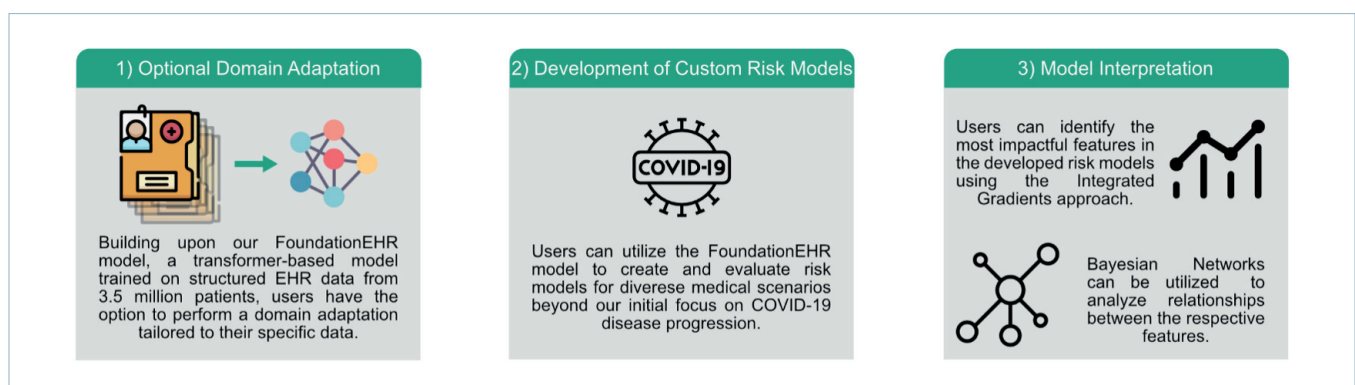 1) Optional Domain Adaptation
Building upon our FoundationEHR
model, a transformer-based model
trained on structured EHR data from
3.5 million patients, users have the
option to perform a domain adaptation
tailored to their specific data.
2) Development of Custom Risk Models
COVID-19
Users can utilize the FoundationEHR
model to create and evaluate risk
models for diverese medical scenarios
beyond our initial focus on COVID-19
disease progression.
3) Model Interpretation
Users can identify the
most impactful features in
the developed risk models
using the Integrated
Gradients approach.
Bayesian Networks
can be utilized to
analyze relationships
between the respective
features.